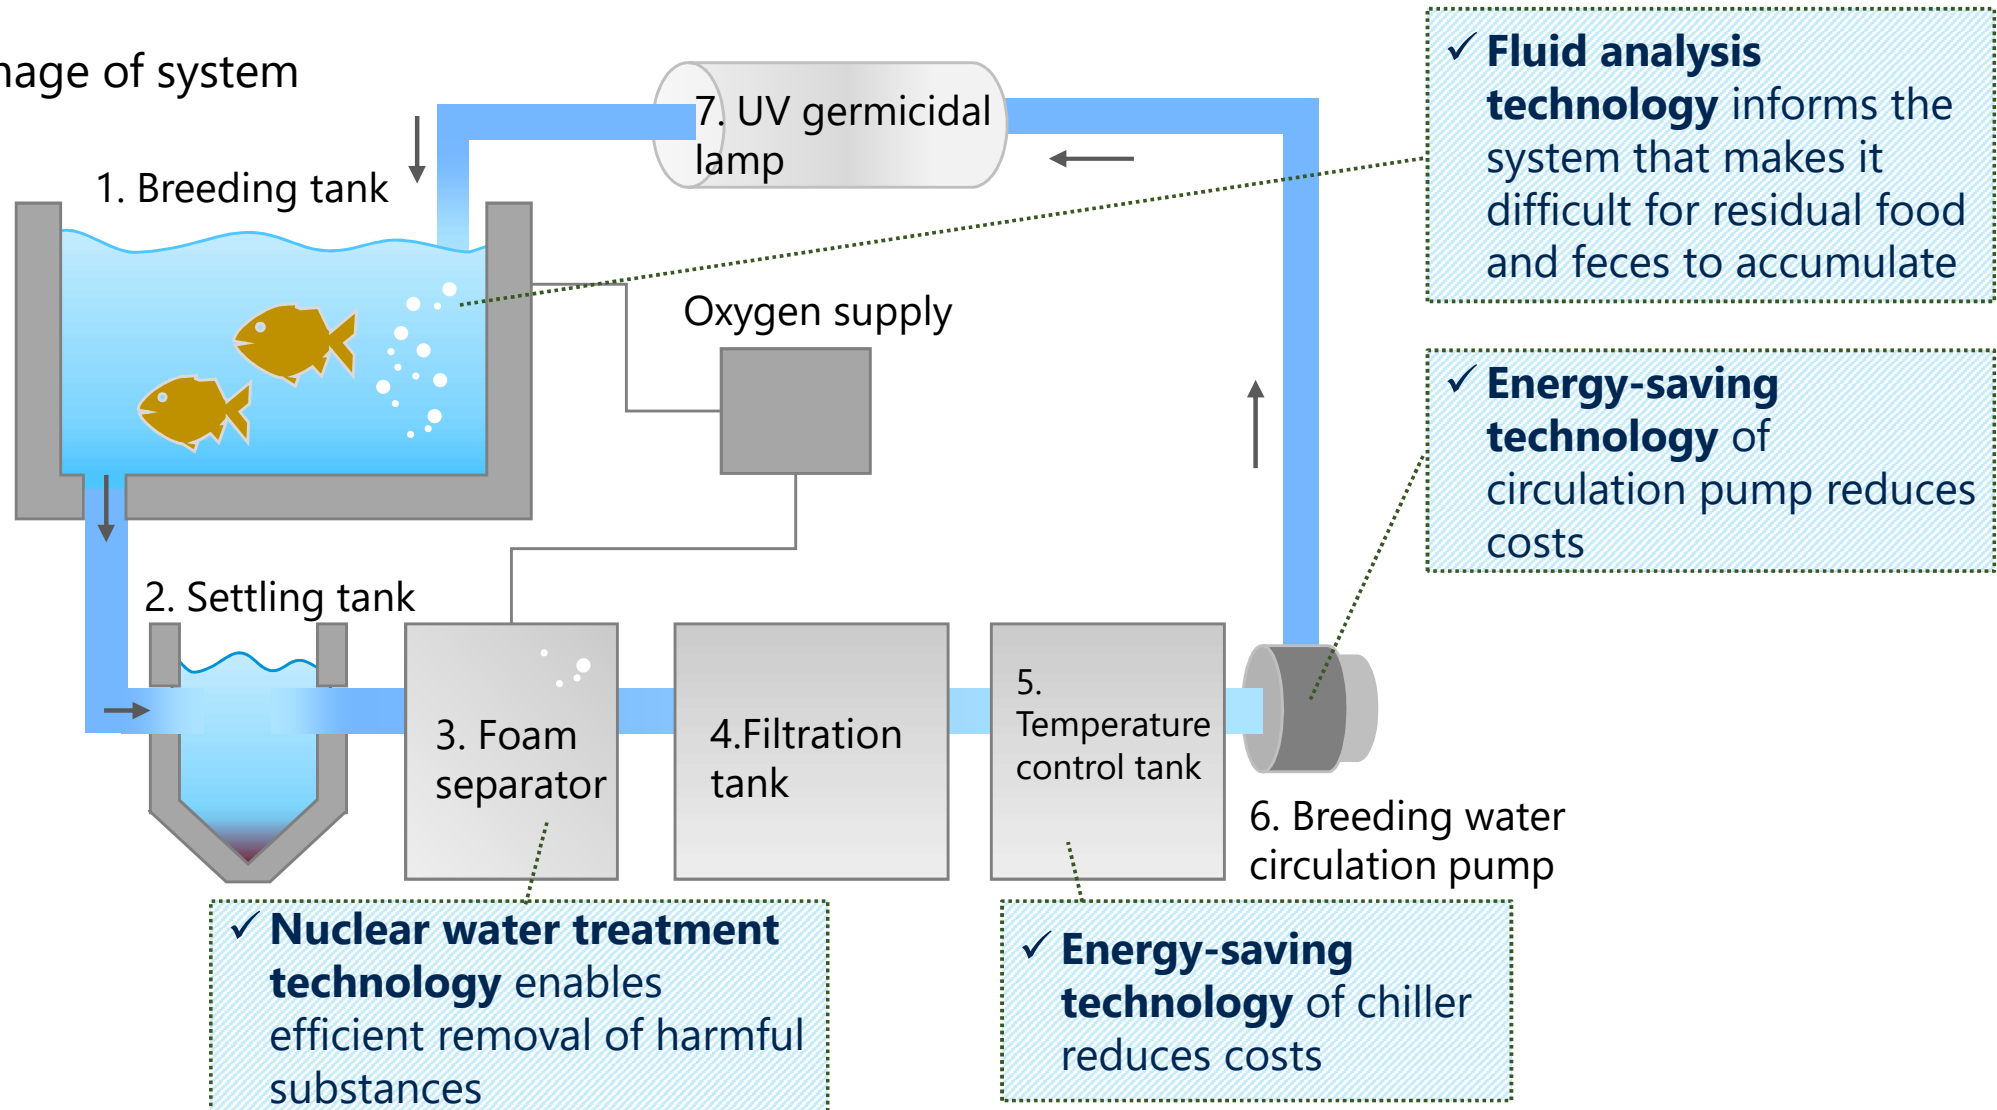 mage of system
7. UV germicidal
lamp
1. Breeding tank
Oxygen supply
2. Settling tank
3. Foam
separator
4.Filtration
tank
5.
Temperature
control tank
6. Breeding water
circulation pump
✓ Fluid analysis
technology informs the
system that makes it
difficult for residual food
and feces to accumulate
✓ Energy-saving
technology of
circulation pump reduces
costs
✓ Nuclear water treatment
technology enables
efficient removal of harmful
substances
✓ Energy-saving
technology of chiller
reduces costs